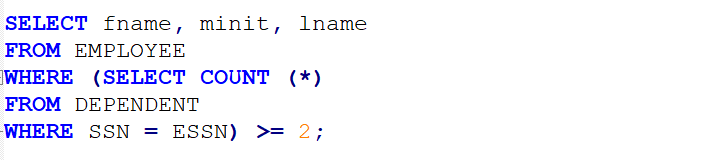 SELECT fname, minit, lname
FROM EMPLOYEE
WHERE (SELECT COUNT (*)
FROM DEPENDENT
WHERE SSN = ESSN) >= 2;